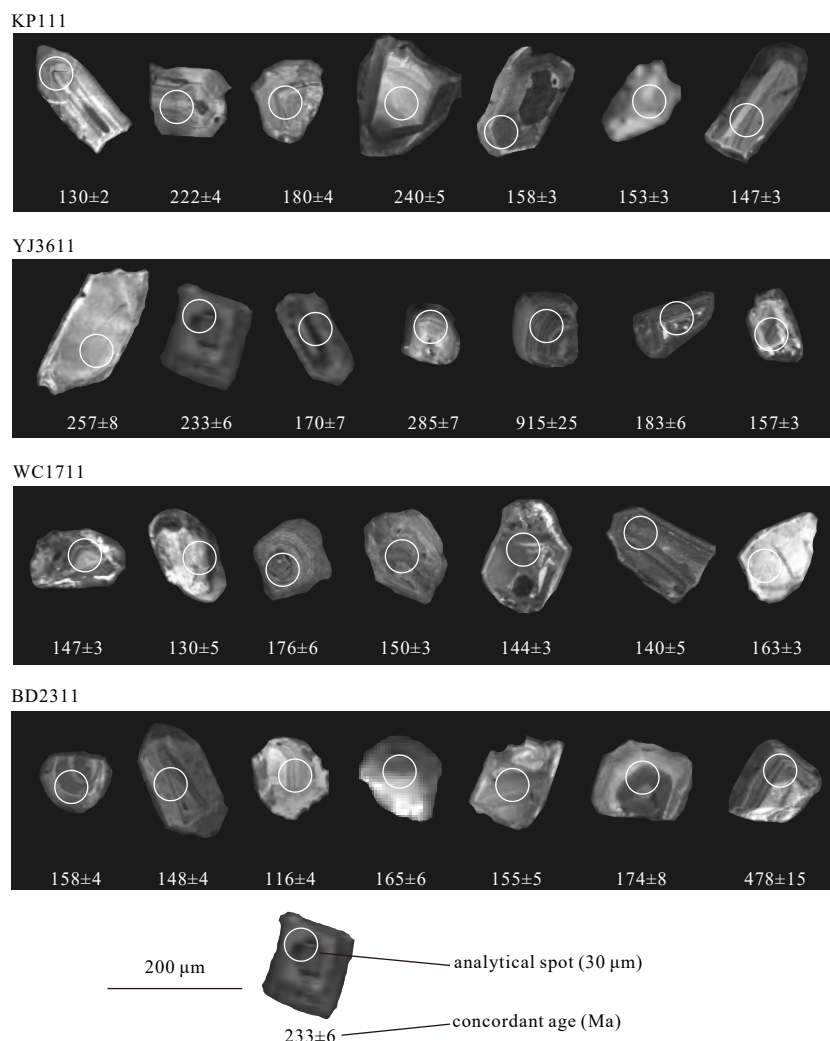 KP111
130±2 222±4 180±4 240±5 158±3 153±3 147±3
YJ3611
257±8 233±6 170±7 285±7 915±25 183±6 157±3
WC1711
147±3 130±5 176±6 150±3 144±3 140±5 163±3
BD2311
158±4 148±4 116±4 165±6 155±5 174±8 478±15
200 μm
analytical spot (30 μm)
concordant age (Ma)
233±6